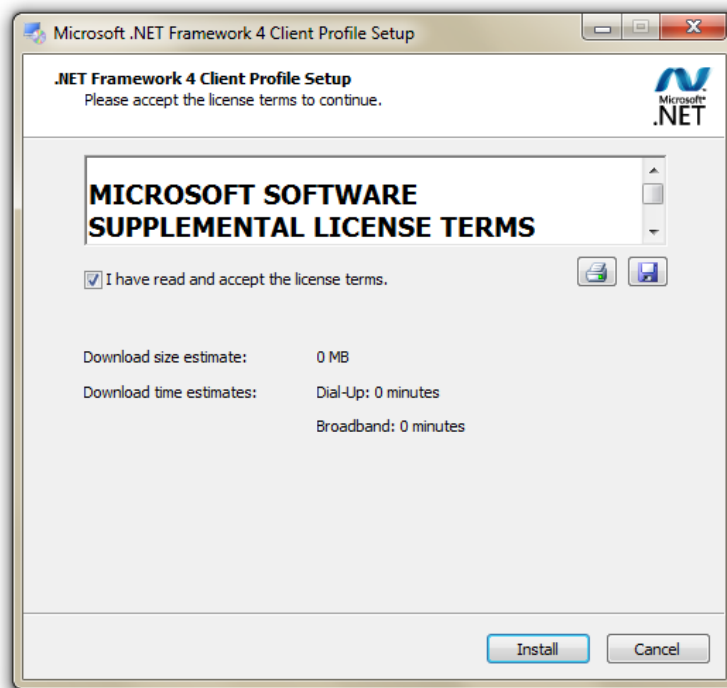 Microsoft .NET Framework 4 Client Profile Setup
.NET Framework 4 Client Profile Setup
Please accept the license terms to continue.
Microsoft®
.NET
MICROSOFT SOFTWARE
SUPPLEMENTAL LICENSE TERMS
I have read and accept the license terms.
Download size estimate: 0 MB
Download time estimates: Dial-Up: 0 minutes
Broadband: 0 minutes
Install Cancel